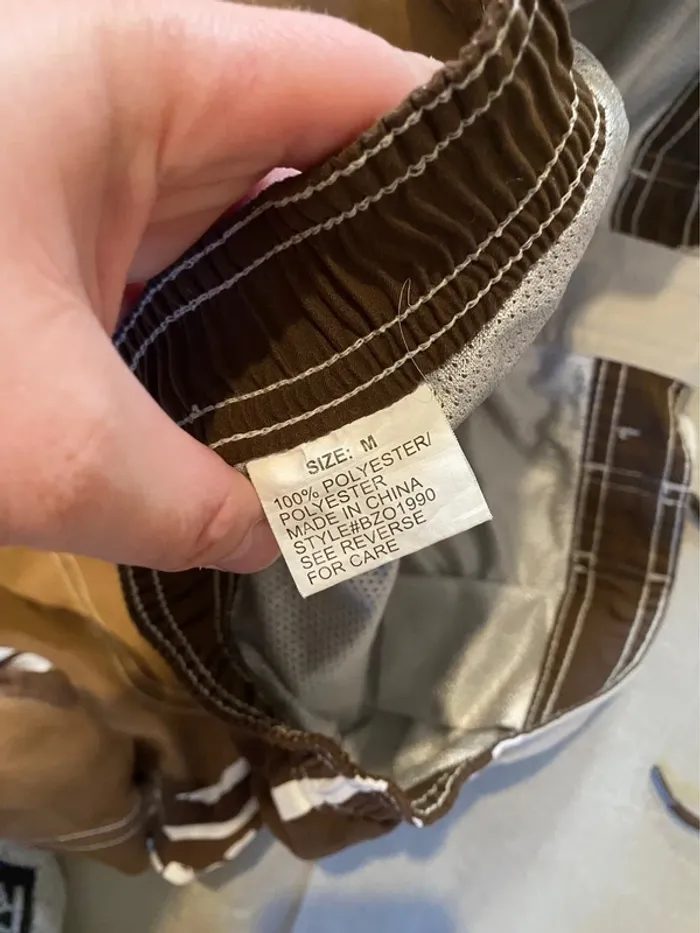 SIZE: M
100% POLYESTER/
POLYESTER
MADE IN CHINA
STYLE#BZO1990
SEE REVERSE
FOR CARE